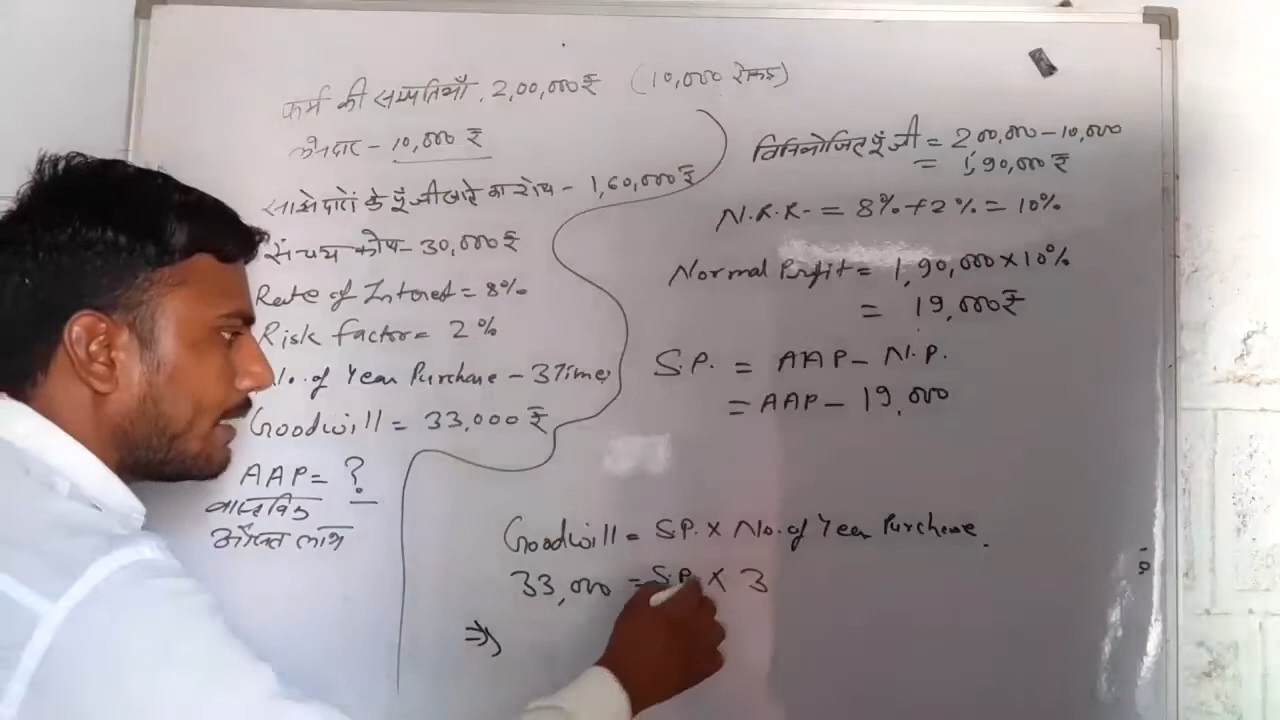 फर्म की सम्पतियाँ. 2,00,000₹ (10,000 रोकड)
लेनदार - 10,000 ₹
साझेदारों के पूँजी खाते का शेष - 1,60,000₹
संचय कोष - 30,000₹
Rate of Interest = 8%
Risk factor = 2 %
No. of Year Purchase - 3 Times
Goodwill = 33,000 ₹
AAP = ?
वास्तविक
औसत लाभ
विनियोजित पूँजी = 2,00,000 - 10,000
= 1,90,000₹
N.R.R. = 8% + 2% = 10%
Normal Profit = 1,90,000 × 10%
= 19,000₹
S.P. = AAP - N.P.
= AAP - 19,000
Goodwill = S.P. × No. of Year Purchase.
33,000 = S.P. × 3
⇒